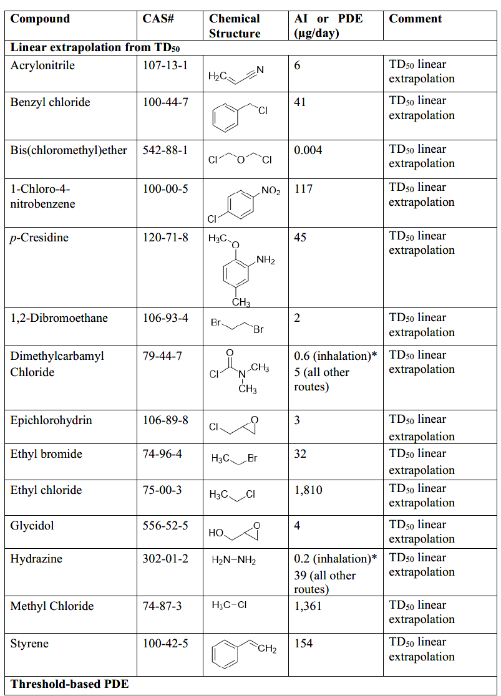 Compound CAS# Chemical Structure AI or PDE (µg/day) Comment
Linear extrapolation from TD50
Acrylonitrile 107-13-1 H2C N 6 TD50 linear extrapolation
Benzyl chloride 100-44-7 Cl 41 TD50 linear extrapolation
Bis(chloromethyl)ether 542-88-1 Cl O Cl 0.004 TD50 linear extrapolation
1-Chloro-4-nitrobenzene 100-00-5 NO2 Cl 117 TD50 linear extrapolation
p-Cresidine 120-71-8 H3C O NH2 CH3 45 TD50 linear extrapolation
1,2-Dibromoethane 106-93-4 Br Br 2 TD50 linear extrapolation
Dimethylcarbamyl Chloride 79-44-7 O Cl N CH3 CH3 0.6 (inhalation)* 5 (all other routes) TD50 linear extrapolation
Epichlorohydrin 106-89-8 Cl O 3 TD50 linear extrapolation
Ethyl bromide 74-96-4 H3C Br 32 TD50 linear extrapolation
Ethyl chloride 75-00-3 H3C Cl 1,810 TD50 linear extrapolation
Glycidol 556-52-5 HO O 4 TD50 linear extrapolation
Hydrazine 302-01-2 H2N-NH2 0.2 (inhalation)* 39 (all other routes) TD50 linear extrapolation
Methyl Chloride 74-87-3 H3C-Cl 1,361 TD50 linear extrapolation
Styrene 100-42-5 CH2 154 TD50 linear extrapolation
Threshold-based PDE